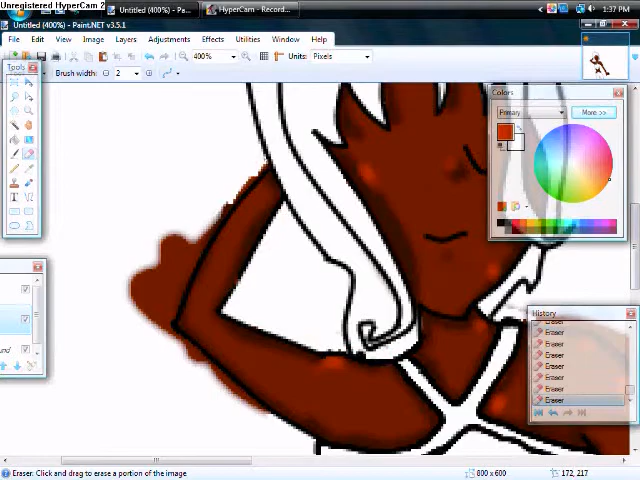 Unregistered HyperCam 2
Untitled (400%) - Paint.N...
HyperCam - Record...
1:37 PM
Untitled (400%) - Paint.NET v3.5.1
File Edit View Image Layers Adjustments Effects Utilities Window Help
400% Units: Pixels
Brush width: 2
Tools
Colors
Primary
More >>
History
Eraser
Eraser
Eraser
Eraser
Eraser
Eraser
Eraser
Eraser: Click and drag to erase a portion of the image.
800 x 600
172, 217